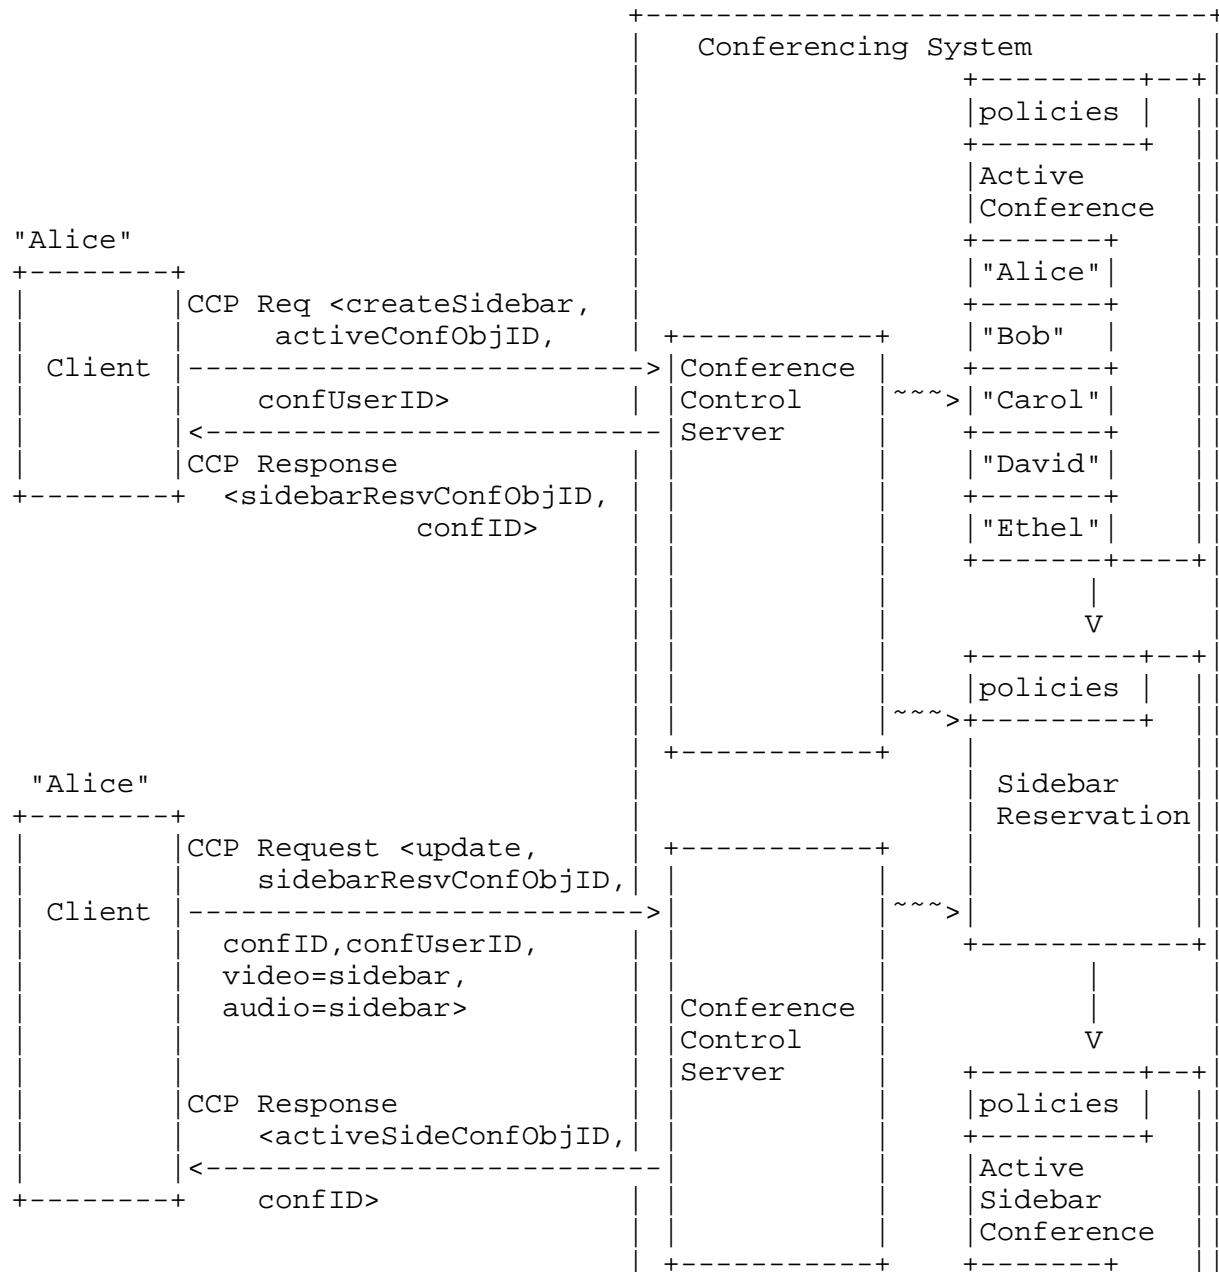 Conferencing System
policies
Active
Conference
"Alice"
"Alice"
CCP Req <createSidebar,
activeConfObjID,
"Bob"
Client
Conference
confUserID>
Control
"Carol"
Server
CCP Response
"David"
<sidebarResvConfObjID,
confID>
"Ethel"
V
policies
"Alice"
Sidebar
Reservation
CCP Request <update,
sidebarResvConfObjID,
Client
confID,confUserID,
video=sidebar,
audio=sidebar>
Conference
Control
V
Server
CCP Response
policies
<activeSideConfObjID,
Active
confID>
Sidebar
Conference